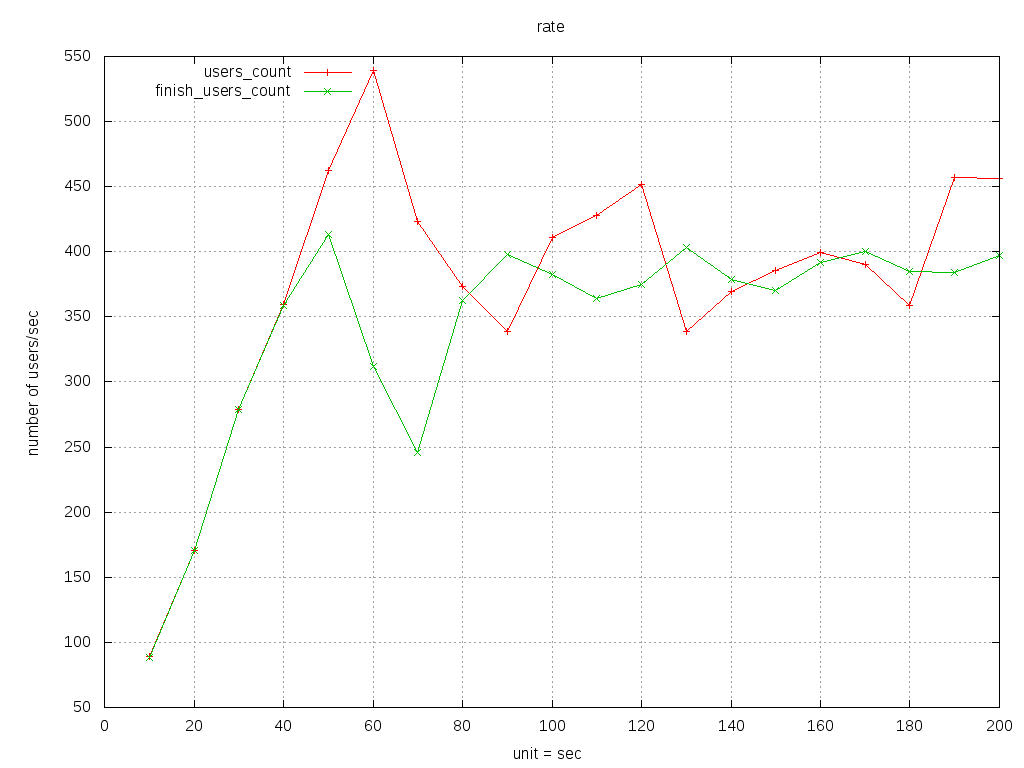 rate
users_count
finish_users_count
550
500
450
400
350
300
250
200
150
100
50
number of users/sec
0 20 40 60 80 100 120 140 160 180 200
unit = sec